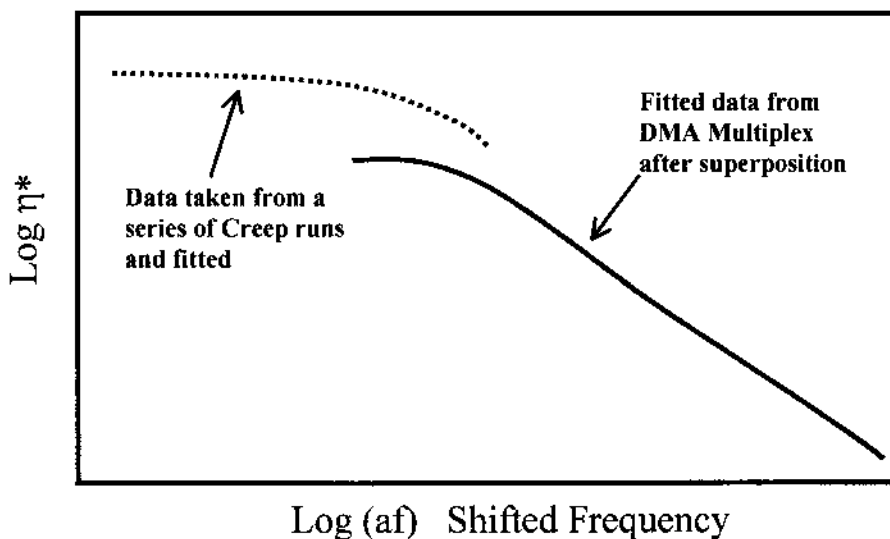 Log η*
Fitted data from
DMA Multiplex
after superposition
Data taken from a
series of Creep runs
and fitted
Log (af) Shifted Frequency